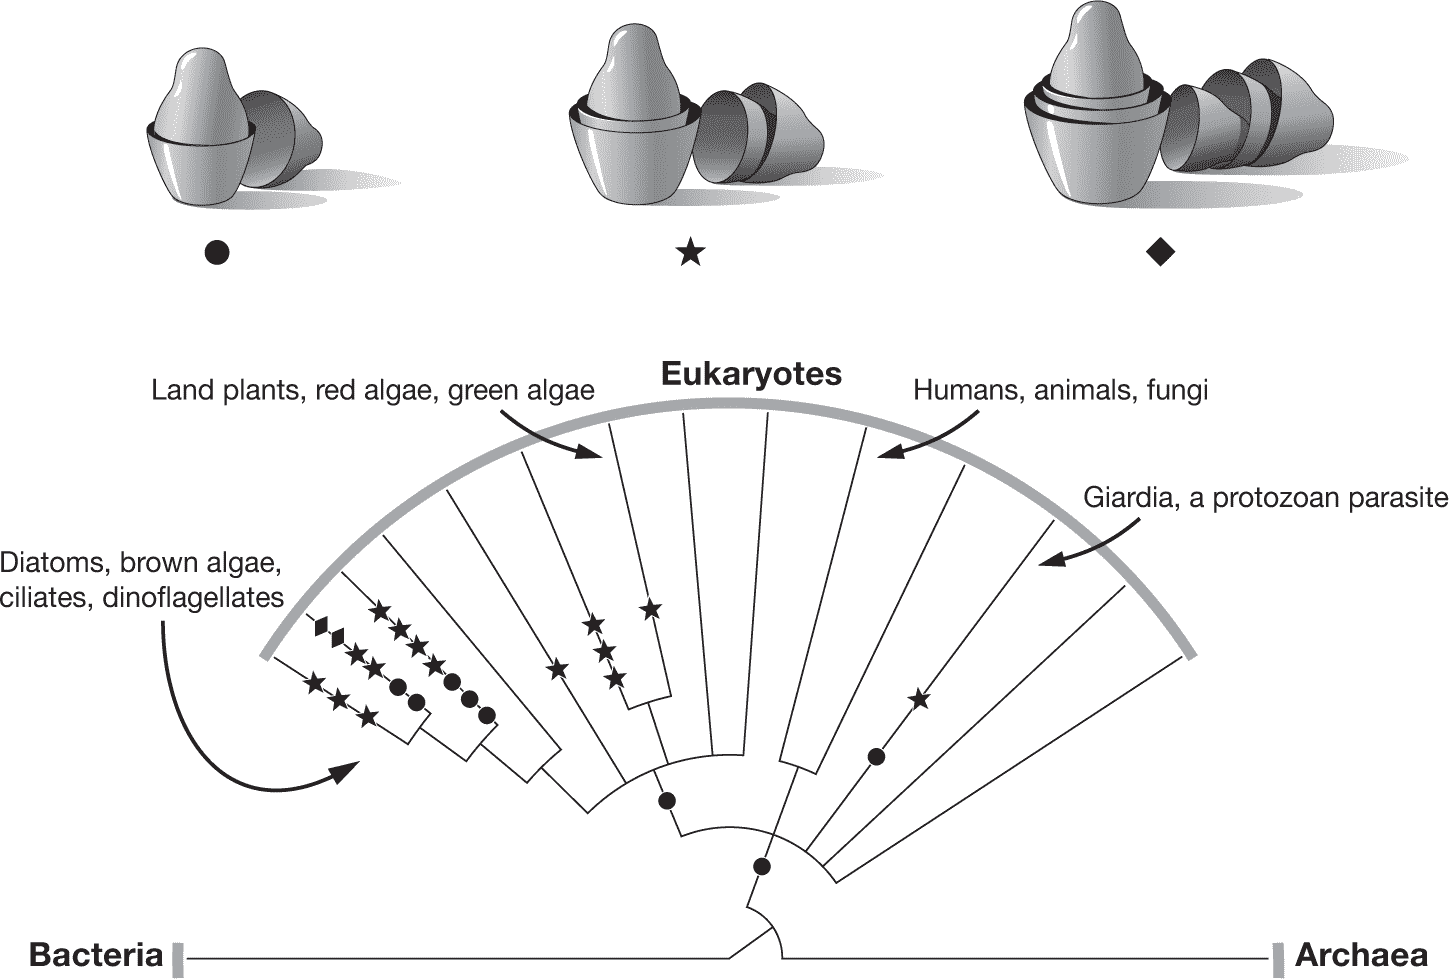 Eukaryotes
Land plants, red algae, green algae
Humans, animals, fungi
Giardia, a protozoan parasite
Diatoms, brown algae,
ciliates, dinoflagellates
Bacteria
Archaea